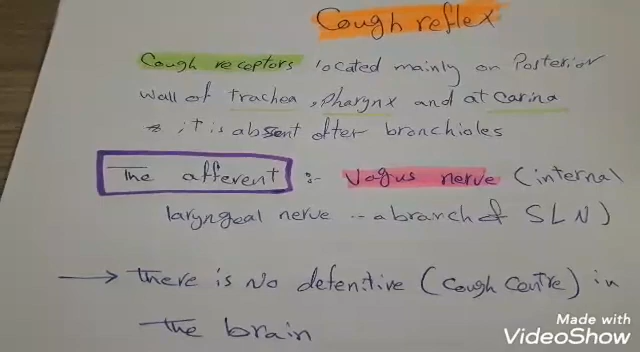 Cough reflex
Cough receptors located mainly on Posterior
wall of trachea, pharynx and at carina
it is absent after bronchioles
The afferent :- Vagus nerve (internal
laryngeal nerve -- a branch of SLN)
→ There is No defenitive (Cough Centre) in
The brain
Made with
VideoShow